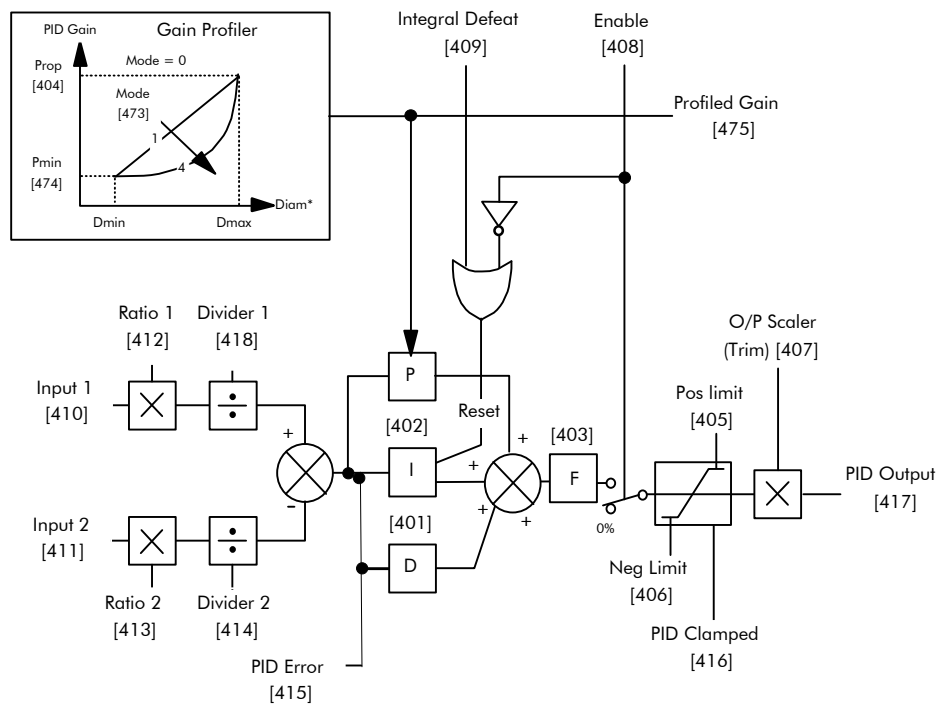 PID Gain
Gain Profiler
Prop
[404]
Mode = 0
Mode
[473]
1
4
Pmin
[474]
Diam*
Dmin
Dmax
Integral Defeat
[409]
Enable
[408]
Profiled Gain
[475]
Ratio 1
[412]
Divider 1
[418]
Input 1
[410]
+
-
Input 2
[411]
Ratio 2
[413]
Divider 2
[414]
PID Error
[415]
P
Reset
[402]
I
[401]
D
+
+
+
+
[403]
F
0%
O/P Scaler
(Trim) [407]
Pos limit
[405]
PID Output
[417]
Neg Limit
[406]
PID Clamped
[416]